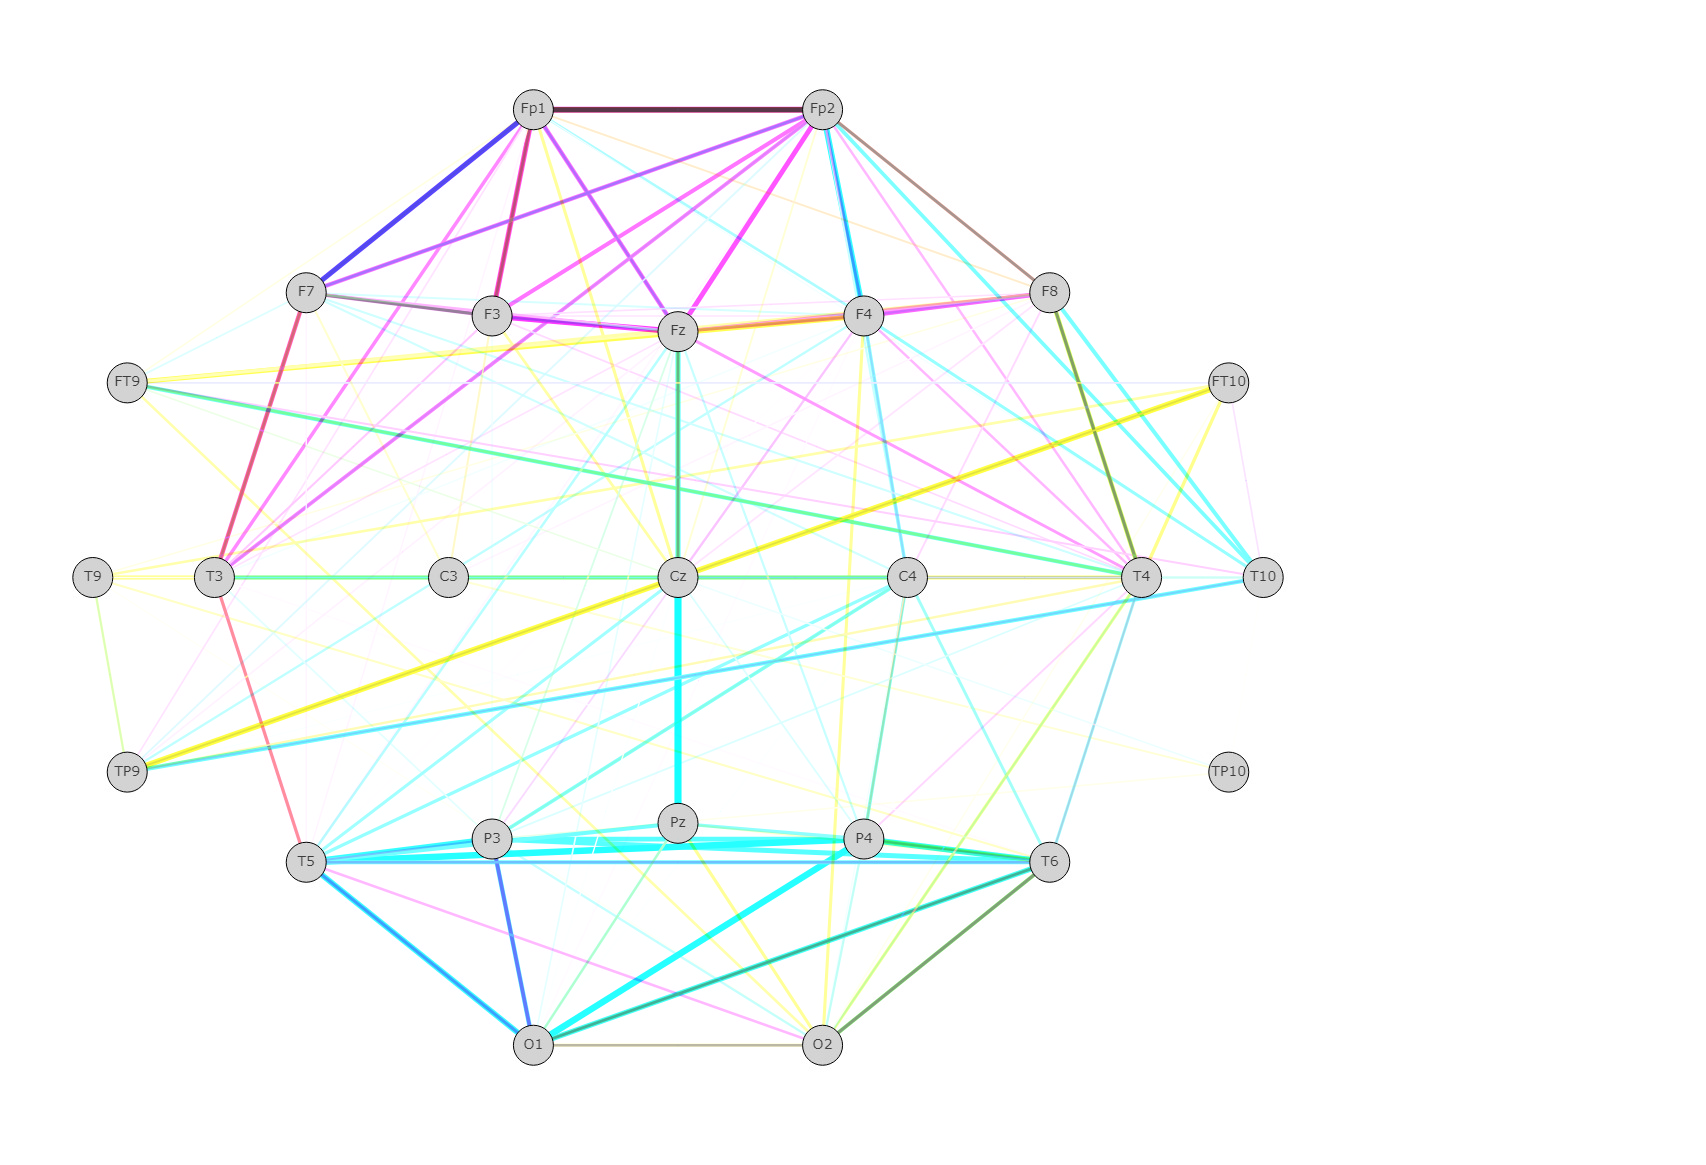 Fp1 Fp2
F7 F3 Fz F4 F8
FT9 FT10
T9 T3 C3 Cz C4 T4 T10
TP9 TP10
T5 P3 Pz P4 T6
O1 O2